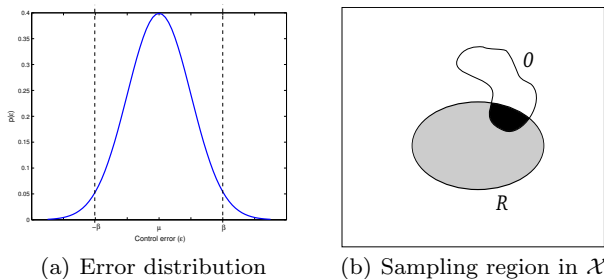 0.4
0.35
0.3
0.25
0.2
0.15
0.1
0.05
0
p(ε)
−β
μ
β
Control error (ε)
O
R
(a) Error distribution
(b) Sampling region in 𝒳